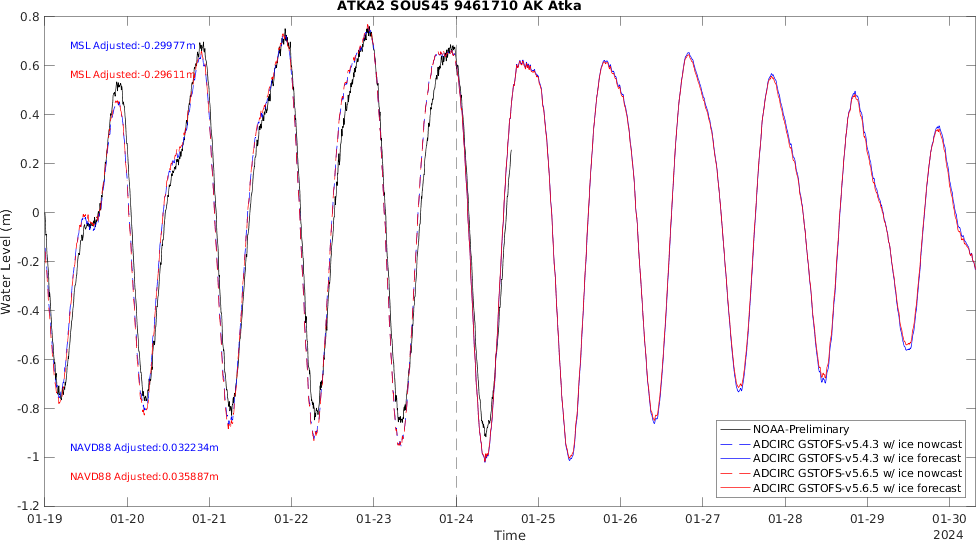 ATKA2 SOUS45 9461710 AK Atka
MSL Adjusted:-0.29977m
MSL Adjusted:-0.29611m
NAVD88 Adjusted:0.032234m
NAVD88 Adjusted:0.035887m
Water Level (m)
0.8
0.6
0.4
0.2
0
-0.2
-0.4
-0.6
-0.8
-1
-1.2
NOAA-Preliminary
ADCIRC GSTOFS-v5.4.3 w/ ice nowcast
ADCIRC GSTOFS-v5.4.3 w/ ice forecast
ADCIRC GSTOFS-v5.6.5 w/ ice nowcast
ADCIRC GSTOFS-v5.6.5 w/ ice forecast
01-19 01-20 01-21 01-22 01-23 01-24 01-25 01-26 01-27 01-28 01-29 01-30
Time
2024